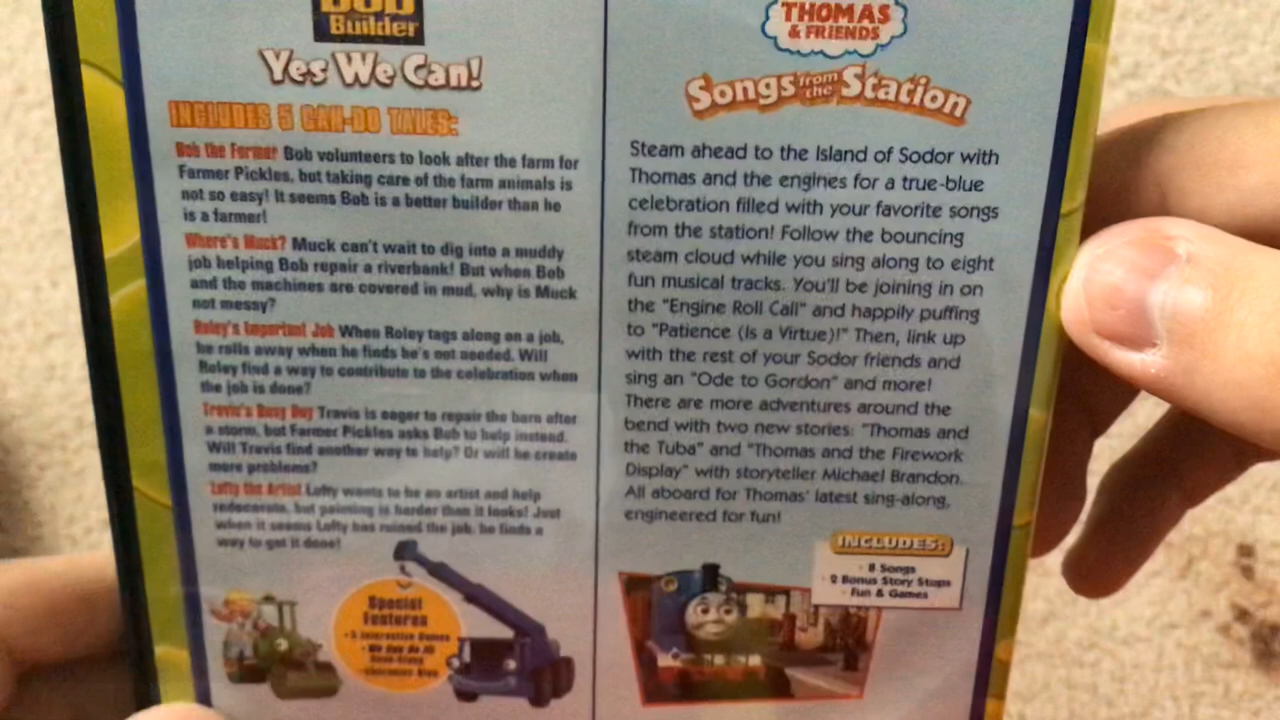 BOB
Builder
Yes We Can!
INCLUDES 5 CAN-DO TALES:
Bob the Farmer Bob volunteers to look after the farm for
Farmer Pickles, but taking care of the farm animals is
not so easy! It seems Bob is a better builder than he
is a farmer!
Where's Muck? Muck can't wait to dig into a muddy
job helping Bob repair a riverbank! But when Bob
and the machines are covered in mud, why is Muck
not messy?
Roley's Important Job When Roley tags along on a job,
he rolls away when he finds he's not needed. Will
Roley find a way to contribute to the celebration when
the job is done?
Travis's Busy Day Travis is eager to repair the barn after
a storm, but Farmer Pickles asks Bob to help instead.
Will Travis find another way to help? Or will he create
more problems?
Lofty the Artist Lofty wants to be an artist and help
redecorate, but painting is harder than it looks! Just
when it seems Lofty has ruined the job, he finds a
way to get it done!
Special
Features
• 3 Interactive Games
THOMAS
& FRIENDS
Songs from the Station
Steam ahead to the Island of Sodor with
Thomas and the engines for a true-blue
celebration filled with your favorite songs
from the station! Follow the bouncing
steam cloud while you sing along to eight
fun musical tracks. You'll be joining in on
the "Engine Roll Call" and happily puffing
to "Patience (Is a Virtue)!" Then, link up
with the rest of your Sodor friends and
sing an "Ode to Gordon" and more!
There are more adventures around the
bend with two new stories: "Thomas and
the Tuba" and "Thomas and the Firework
Display" with storyteller Michael Brandon.
All aboard for Thomas' latest sing-along,
engineered for fun!
INCLUDES:
• 8 Songs
• 2 Bonus Story Stops
• Fun & Games